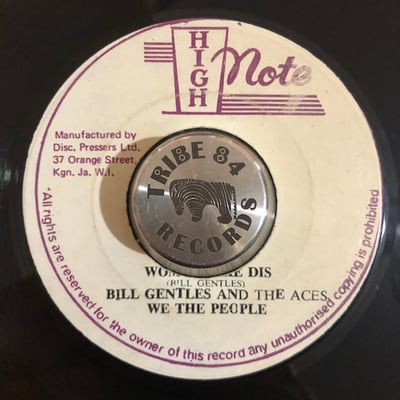 HIGH
Note
Manufactured by
Disc. Pressers Ltd.
37 Orange Street,
Kgn. Ja. W.I.
TRIBE 84
RECORDS
DIS
(BILL GENTLES)
BILL GENTLES AND THE ACES
WE THE PEOPLE
*All rights are reserved for the owner of this record any unauthorised copying is prohibited